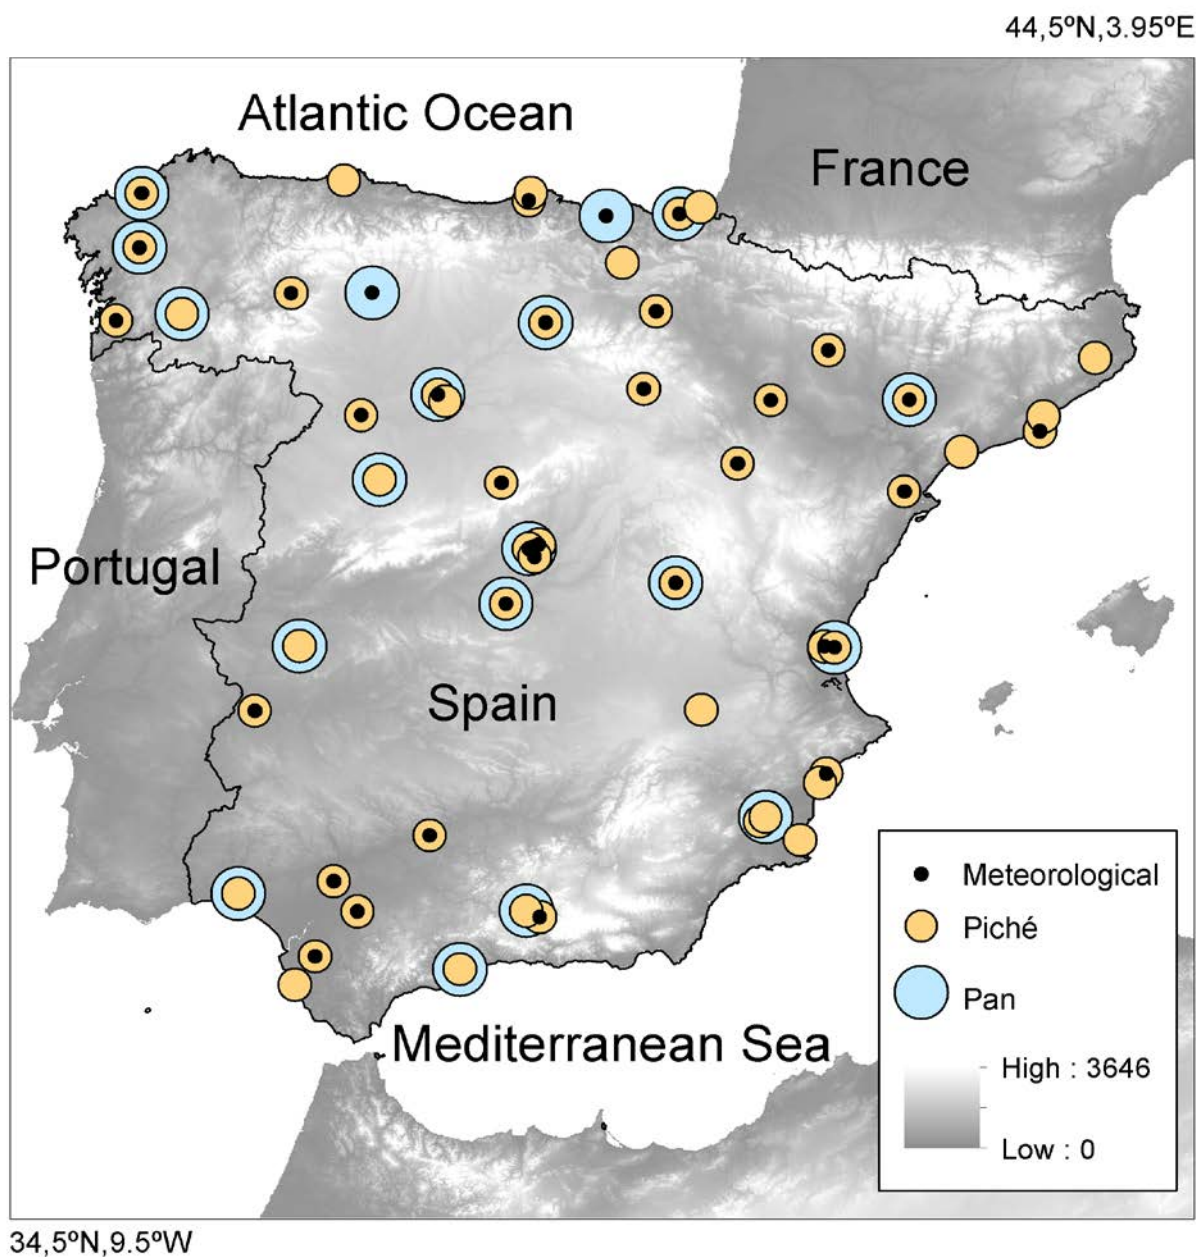 44,5ºN,3.95ºE
Atlantic Ocean
France
Portugal
Spain
Meteorological
Piché
Pan
Mediterranean Sea
High : 3646
Low : 0
34,5ºN,9.5ºW